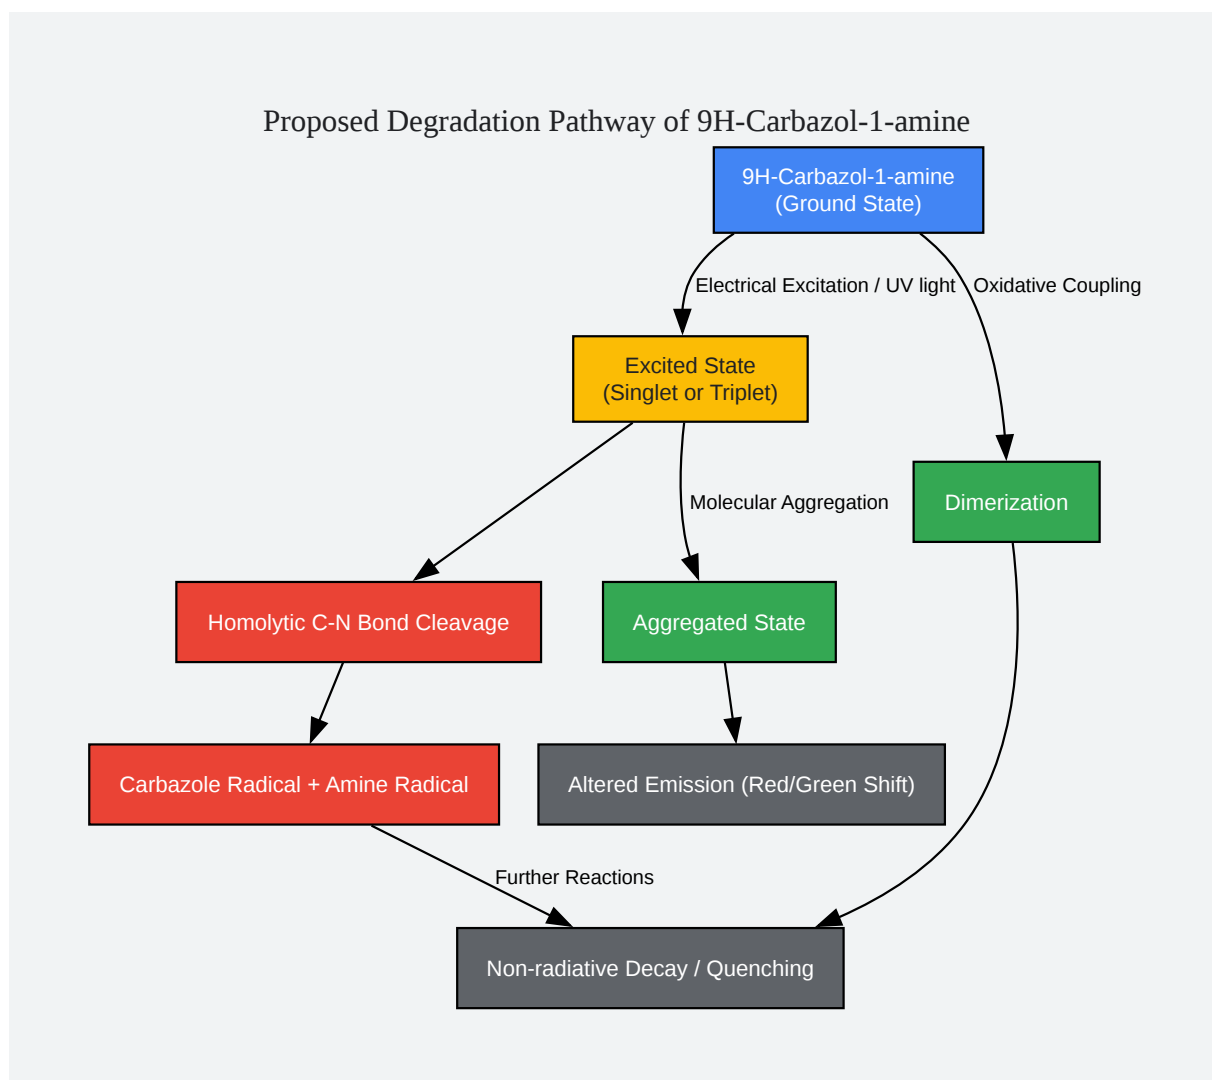 Proposed Degradation Pathway of 9H-Carbazol-1-amine
9H-Carbazol-1-amine
(Ground State)
Electrical Excitation / UV light
Oxidative Coupling
Excited State
(Singlet or Triplet)
Molecular Aggregation
Dimerization
Homolytic C-N Bond Cleavage
Aggregated State
Carbazole Radical + Amine Radical
Altered Emission (Red/Green Shift)
Further Reactions
Non-radiative Decay / Quenching